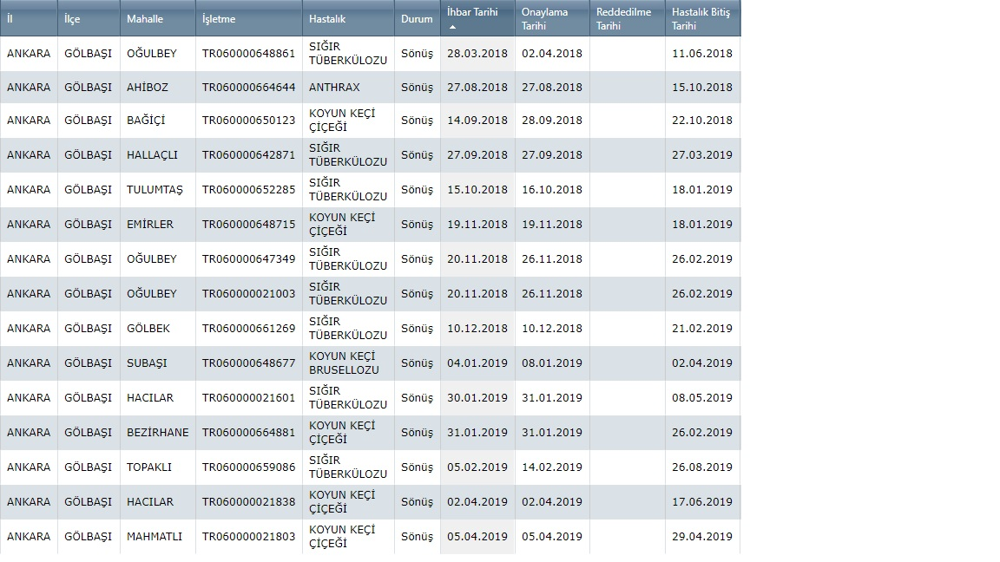 İl İlçe Mahalle İşletme Hastalık Durum İhbar Tarihi Onaylama Tarihi Reddedilme Tarihi Hastalık Bitiş Tarihi
ANKARA GÖLBAŞI OĞULBEY TR060000648861 SIĞIR TÜBERKÜLOZU Sönüş 28.03.2018 02.04.2018 11.06.2018
ANKARA GÖLBAŞI AHİBOZ TR060000664644 ANTHRAX Sönüş 27.08.2018 27.08.2018 15.10.2018
ANKARA GÖLBAŞI BAĞİÇİ TR060000650123 KOYUN KEÇİ ÇİÇEĞİ Sönüş 14.09.2018 28.09.2018 22.10.2018
ANKARA GÖLBAŞI HALLAÇLI TR060000642871 SIĞIR TÜBERKÜLOZU Sönüş 27.09.2018 27.09.2018 27.03.2019
ANKARA GÖLBAŞI TULUMTAŞ TR060000652285 SIĞIR TÜBERKÜLOZU Sönüş 15.10.2018 16.10.2018 18.01.2019
ANKARA GÖLBAŞI EMİRLER TR060000648715 KOYUN KEÇİ ÇİÇEĞİ Sönüş 19.11.2018 19.11.2018 18.01.2019
ANKARA GÖLBAŞI OĞULBEY TR060000647349 SIĞIR TÜBERKÜLOZU Sönüş 20.11.2018 26.11.2018 26.02.2019
ANKARA GÖLBAŞI OĞULBEY TR060000021003 SIĞIR TÜBERKÜLOZU Sönüş 20.11.2018 26.11.2018 26.02.2019
ANKARA GÖLBAŞI GÖLBEK TR060000661269 SIĞIR TÜBERKÜLOZU Sönüş 10.12.2018 10.12.2018 21.02.2019
ANKARA GÖLBAŞI SUBAŞI TR060000648677 KOYUN KEÇİ BRUSELLOZU Sönüş 04.01.2019 08.01.2019 02.04.2019
ANKARA GÖLBAŞI HACILAR TR060000021601 SIĞIR TÜBERKÜLOZU Sönüş 30.01.2019 31.01.2019 08.05.2019
ANKARA GÖLBAŞI BEZİRHANE TR060000664881 KOYUN KEÇİ ÇİÇEĞİ Sönüş 31.01.2019 31.01.2019 26.02.2019
ANKARA GÖLBAŞI TOPAKLI TR060000659086 SIĞIR TÜBERKÜLOZU Sönüş 05.02.2019 14.02.2019 26.08.2019
ANKARA GÖLBAŞI HACILAR TR060000021838 KOYUN KEÇİ ÇİÇEĞİ Sönüş 02.04.2019 02.04.2019 17.06.2019
ANKARA GÖLBAŞI MAHMATLI TR060000021803 KOYUN KEÇİ ÇİÇEĞİ Sönüş 05.04.2019 05.04.2019 29.04.2019